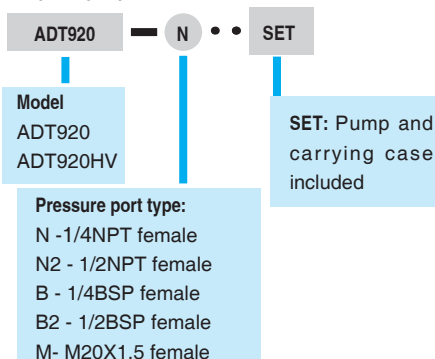 ADT920 — N • • SET
Model
ADT920
ADT920HV
SET: Pump and
carrying case
included
Pressure port type:
N -1/4NPT female
N2 - 1/2NPT female
B - 1/4BSP female
B2 - 1/2BSP female
M- M20X1.5 female